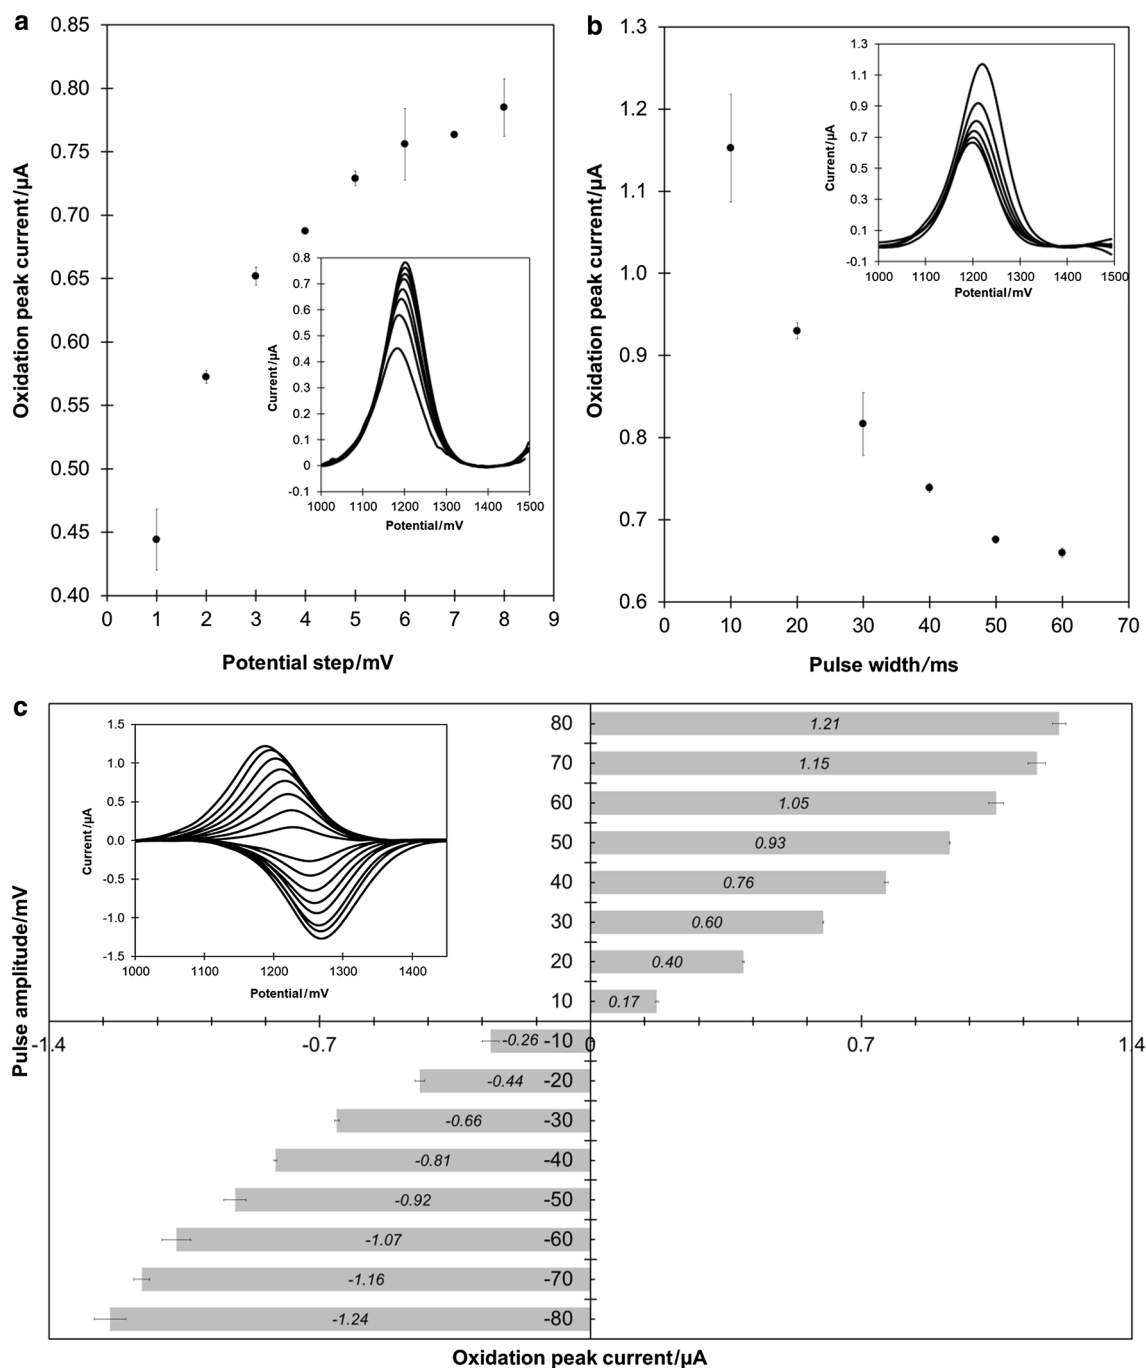 a
Oxidation peak current/µA
0.85
0.80
0.75
0.70
0.65
0.60
0.55
0.50
0.45
0.40
0 1 2 3 4 5 6 7 8 9
Potential step/mV
Current/µA
0.8
0.7
0.6
0.5
0.4
0.3
0.2
0.1
0
-0.1
1000 1100 1200 1300 1400 1500
Potential/mV
b
Oxidation peak current/µA
1.3
1.2
1.1
1.0
0.9
0.8
0.7
0.6
0 10 20 30 40 50 60 70
Pulse width/ms
Current/µA
1.3
1.1
0.9
0.7
0.5
0.3
0.1
-0.1
1000 1100 1200 1300 1400 1500
Potential/mV
c
Pulse amplitude/mV
Current/µA
1.5
1.0
0.5
0.0
-0.5
-1.0
-1.5
1000 1100 1200 1300 1400
Potential/mV
80 1.21
70 1.15
60 1.05
50 0.93
40 0.76
30 0.60
20 0.40
10 0.17
-1.4 -0.7 0 0.7 1.4
-0.26 -10
-0.44 -20
-0.66 -30
-0.81 -40
-0.92 -50
-1.07 -60
-1.16 -70
-1.24 -80
Oxidation peak current/µA